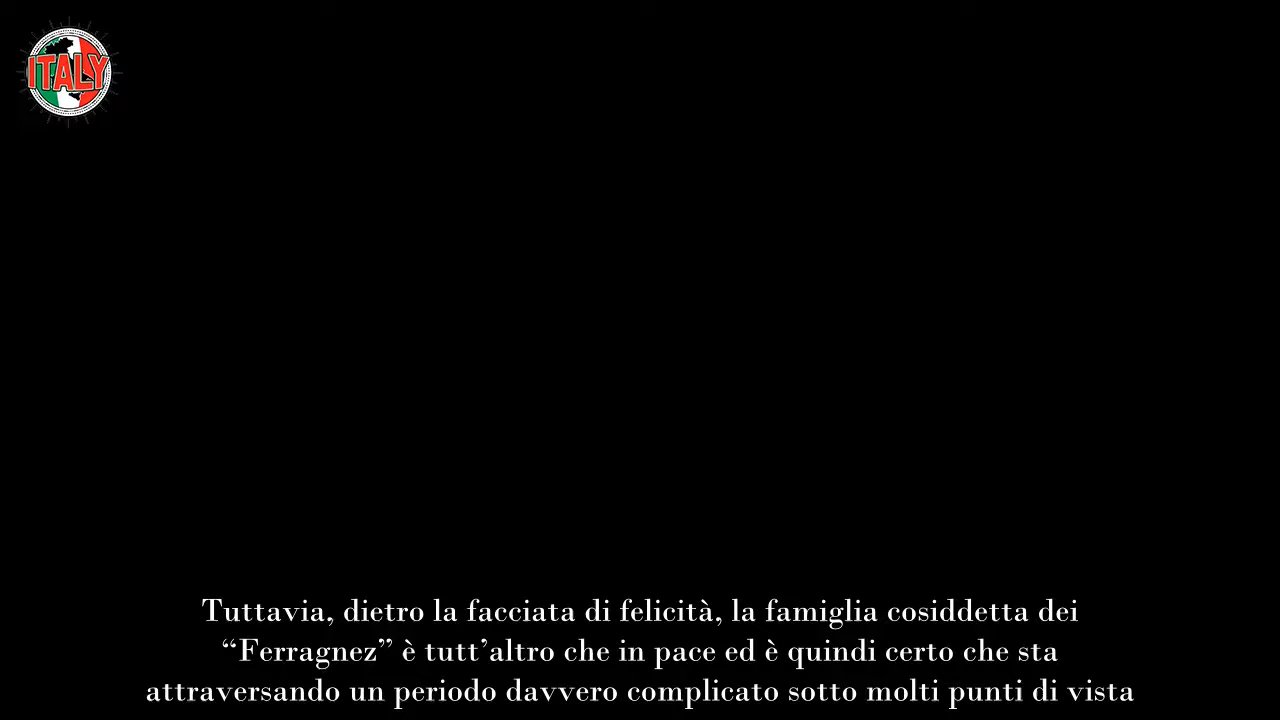 ITALY
Tuttavia, dietro la facciata di felicità, la famiglia cosiddetta dei
“Ferragnez” è tutt’altro che in pace ed è quindi certo che sta
attraversando un periodo davvero complicato sotto molti punti di vista